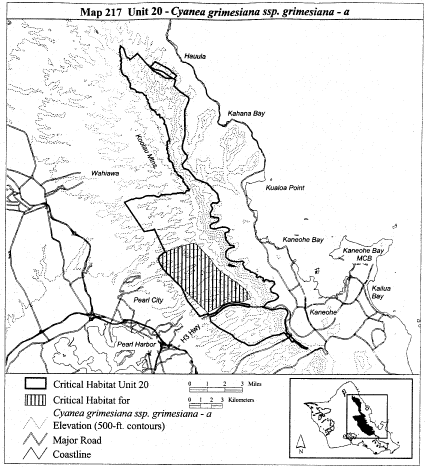 Map 217 Unit 20 - Cyanea grimesiana ssp. grimesiana - a
Hauula
Kahana Bay
Koolau Mtns
Wahiawa
Kualoa Point
Kaneohe Bay
Kaneohe Bay
MCB
Kailua
Bay
Pearl City
Kaneohe
H3 Hwy
Pearl Harbor
Critical Habitat Unit 20
0 1 2 3 Miles
Critical Habitat for
0 1 2 3 Kilometers
Cyanea grimesiana ssp. grimesiana - a
Elevation (500-ft. contours)
Major Road
Coastline
N